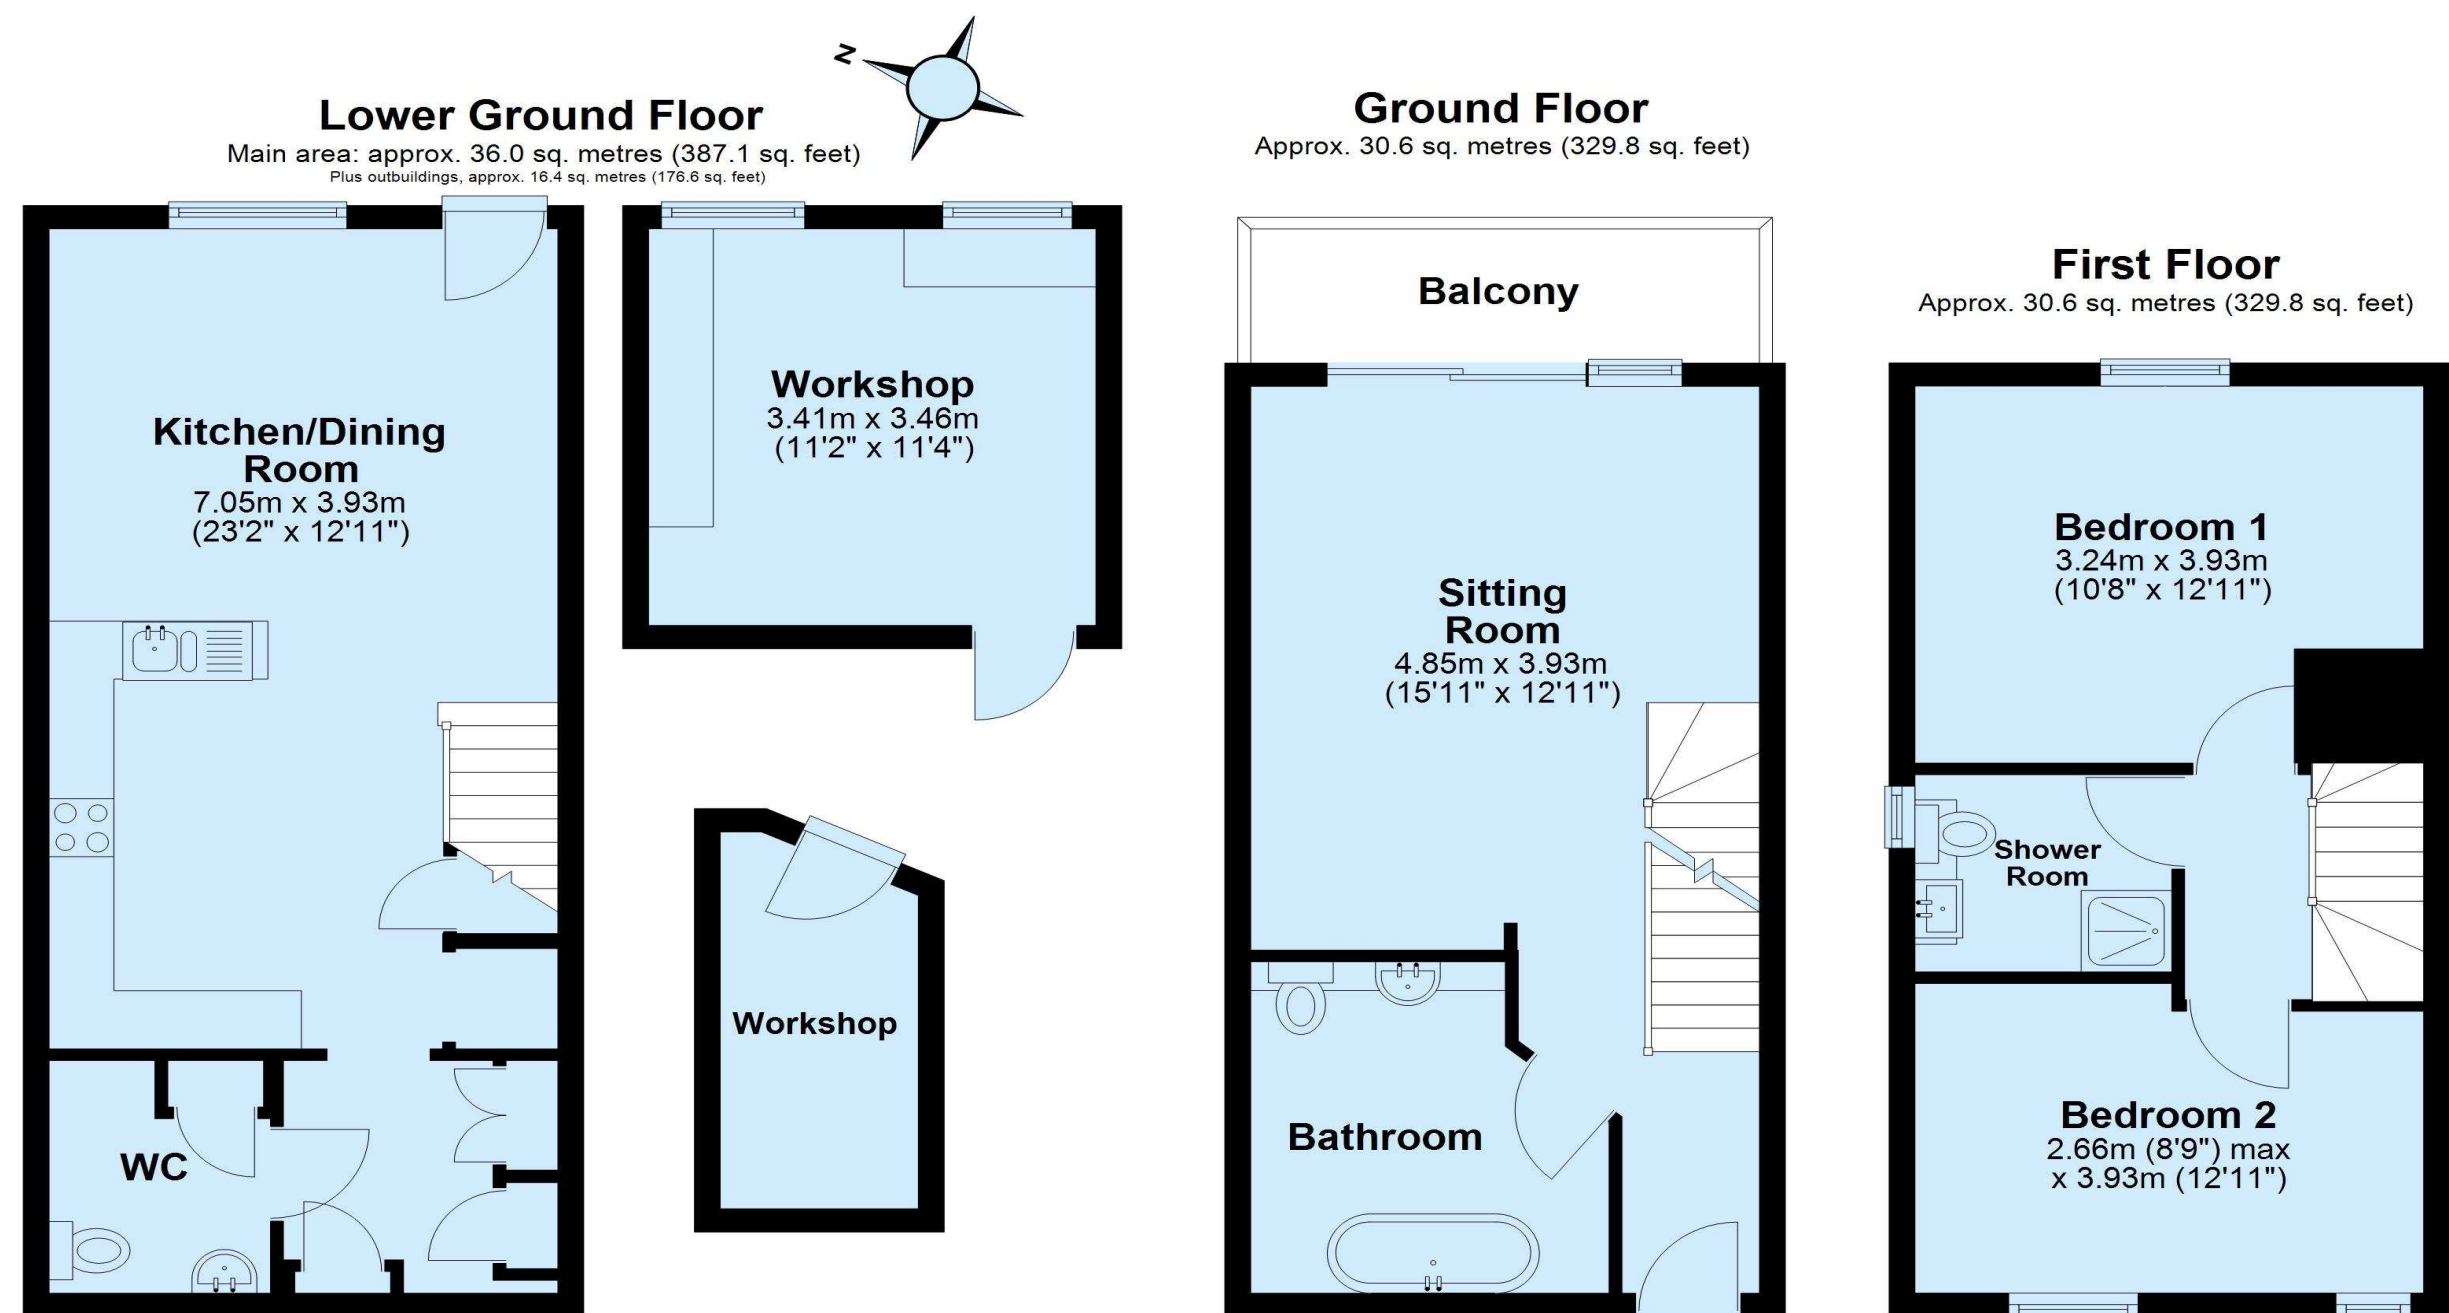 N
Lower Ground Floor
Main area: approx. 36.0 sq. metres (387.1 sq. feet)
Plus outbuildings, approx. 16.4 sq. metres (176.6 sq. feet)
Kitchen/Dining
Room
7.05m x 3.93m
(23'2" x 12'11")
WC
Workshop
3.41m x 3.46m
(11'2" x 11'4")
Workshop
Ground Floor
Approx. 30.6 sq. metres (329.8 sq. feet)
Balcony
Sitting
Room
4.85m x 3.93m
(15'11" x 12'11")
Bathroom
First Floor
Approx. 30.6 sq. metres (329.8 sq. feet)
Bedroom 1
3.24m x 3.93m
(10'8" x 12'11")
Shower
Room
Bedroom 2
2.66m (8'9") max
x 3.93m (12'11")